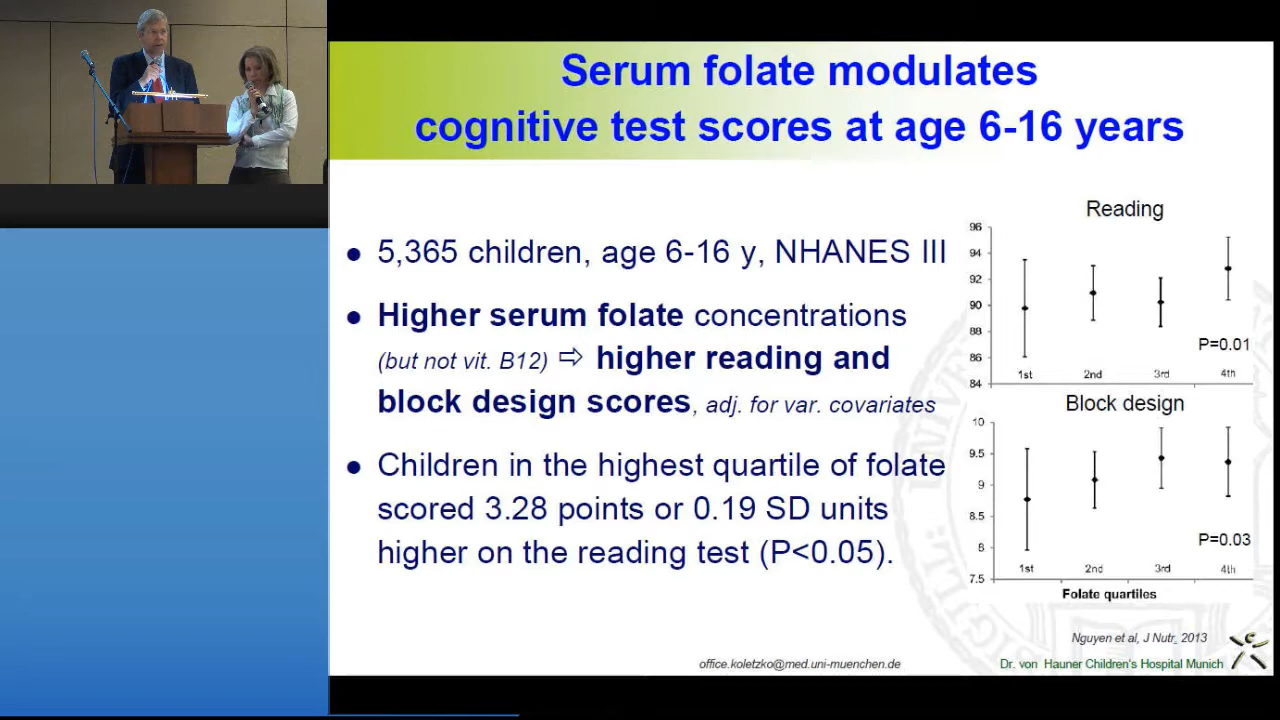 Serum folate modulates
cognitive test scores at age 6-16 years
● 5,365 children, age 6-16 y, NHANES III
● Higher serum folate concentrations
(but not vit. B12) ⇨ higher reading and
block design scores, adj. for var. covariates
● Children in the highest quartile of folate
scored 3.28 points or 0.19 SD units
higher on the reading test (P<0.05).
Reading
96
94
92
90
88
86
84
P=0.01
1st 2nd 3rd 4th
Block design
10
9.5
9
8.5
8
7.5
P=0.03
1st 2nd 3rd 4th
Folate quartiles
Nguyen et al, J Nutr. 2013
office.koletzko@med.uni-muenchen.de
Dr. von Hauner Children's Hospital Munich